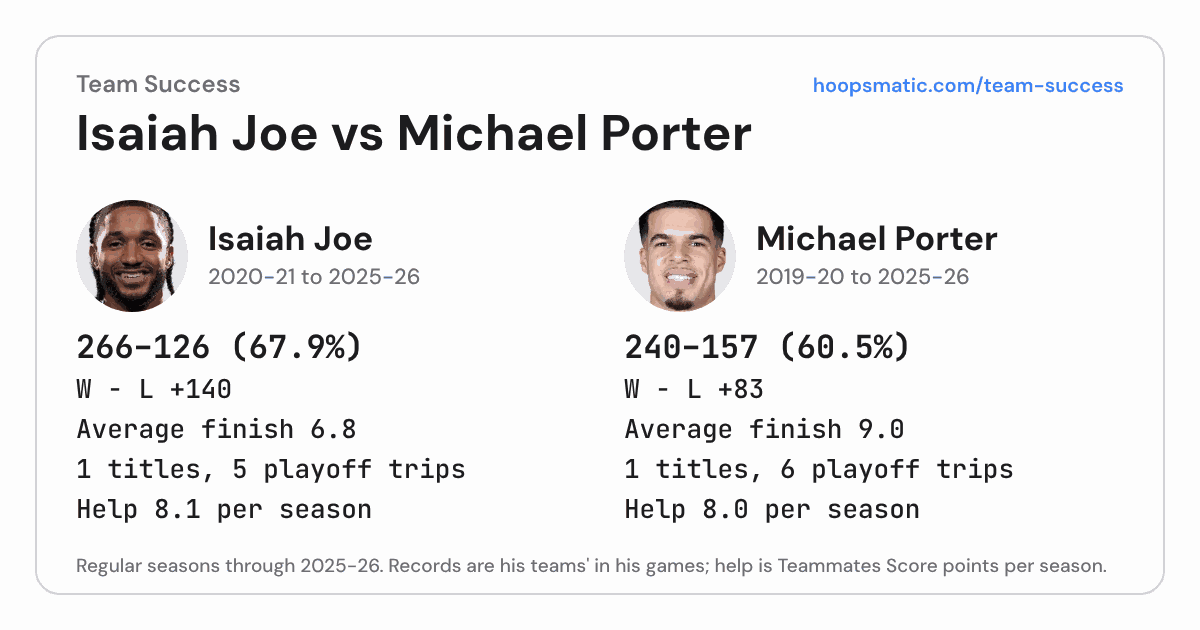 Team Success
hoopsmatic.com/team-success
Isaiah Joe vs Michael Porter
Isaiah Joe
2020-21 to 2025-26
266-126 (67.9%)
W - L +140
Average finish 6.8
1 titles, 5 playoff trips
Help 8.1 per season
Michael Porter
2019-20 to 2025-26
240-157 (60.5%)
W - L +83
Average finish 9.0
1 titles, 6 playoff trips
Help 8.0 per season
Regular seasons through 2025-26. Records are his teams' in his games; help is Teammates Score points per season.